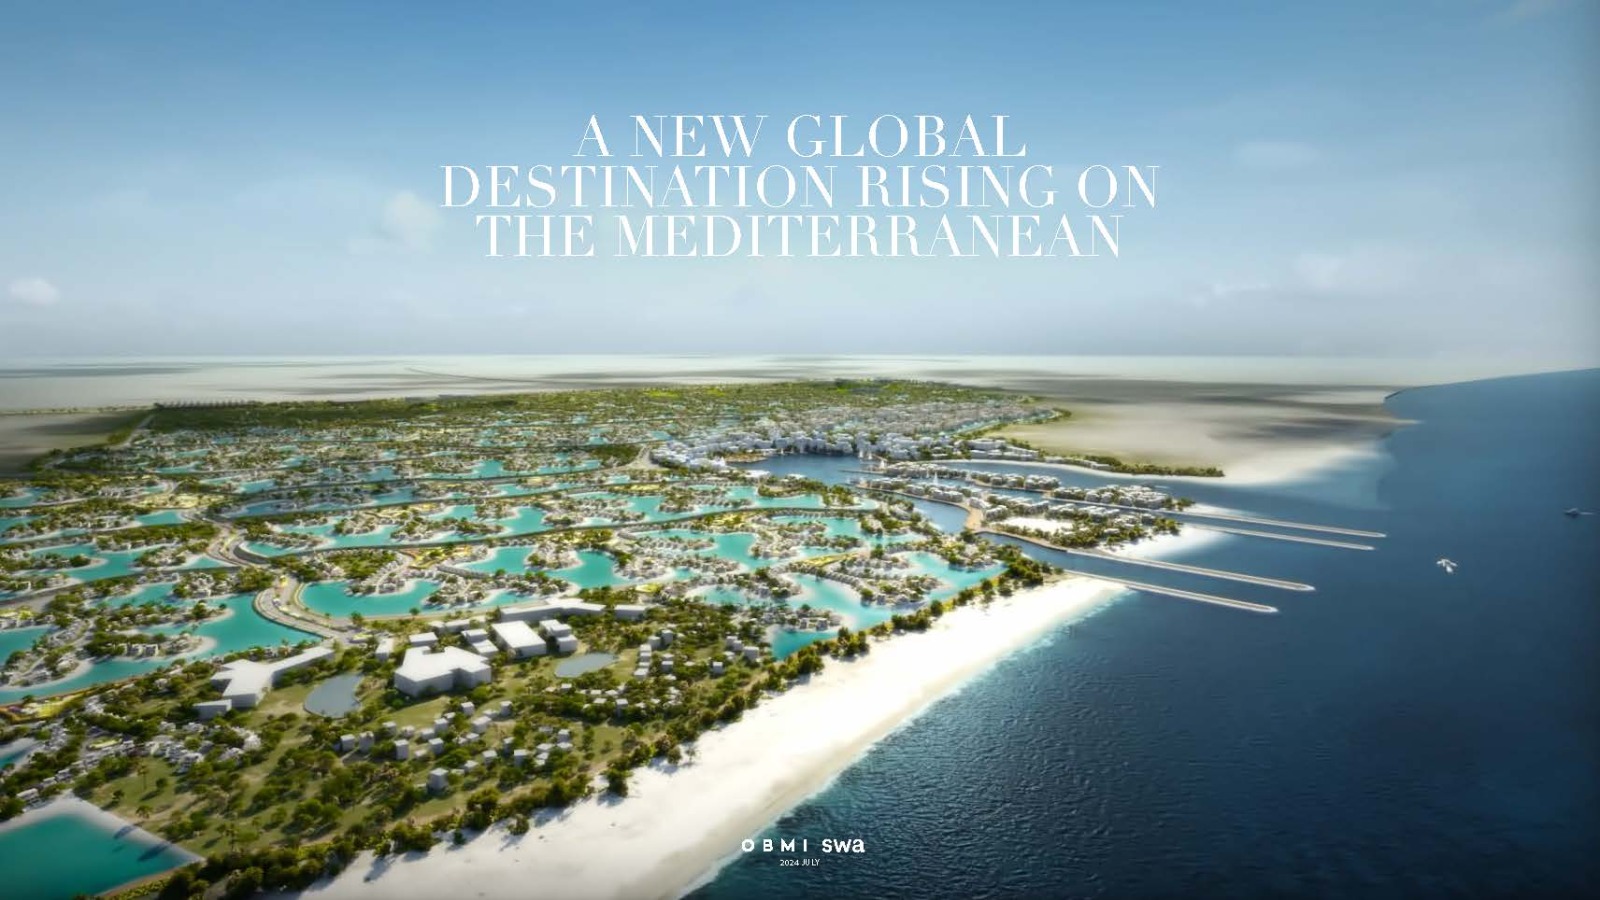 A NEW GLOBAL
DESTINATION RISING ON
THE MEDITERRANEAN
OBMI swa
2024 JULY